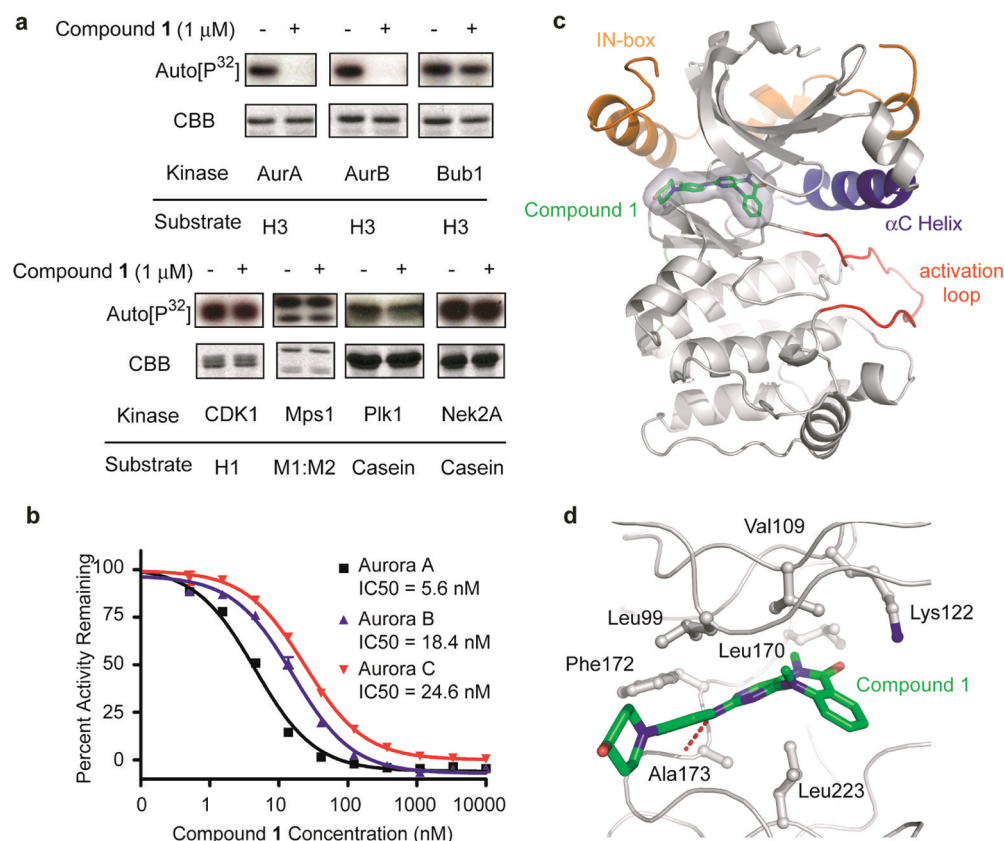 a
Compound 1 (1 μM) - + - + - +
Auto[P³²]
CBB
Kinase AurA AurB Bub1
Substrate H3 H3 H3
Compound 1 (1 μM) - + - + - + - +
Auto[P³²]
CBB
Kinase CDK1 Mps1 Plk1 Nek2A
Substrate H1 M1:M2 Casein Casein
b
Percent Activity Remaining
100
75
50
25
0
0 1 10 100 1000 10000
Compound 1 Concentration (nM)
Aurora A
IC50 = 5.6 nM
Aurora B
IC50 = 18.4 nM
Aurora C
IC50 = 24.6 nM
c
IN-box
Compound 1
αC Helix
activation
loop
d
Val109
Leu99
Lys122
Leu170
Phe172
Compound 1
Ala173
Leu223